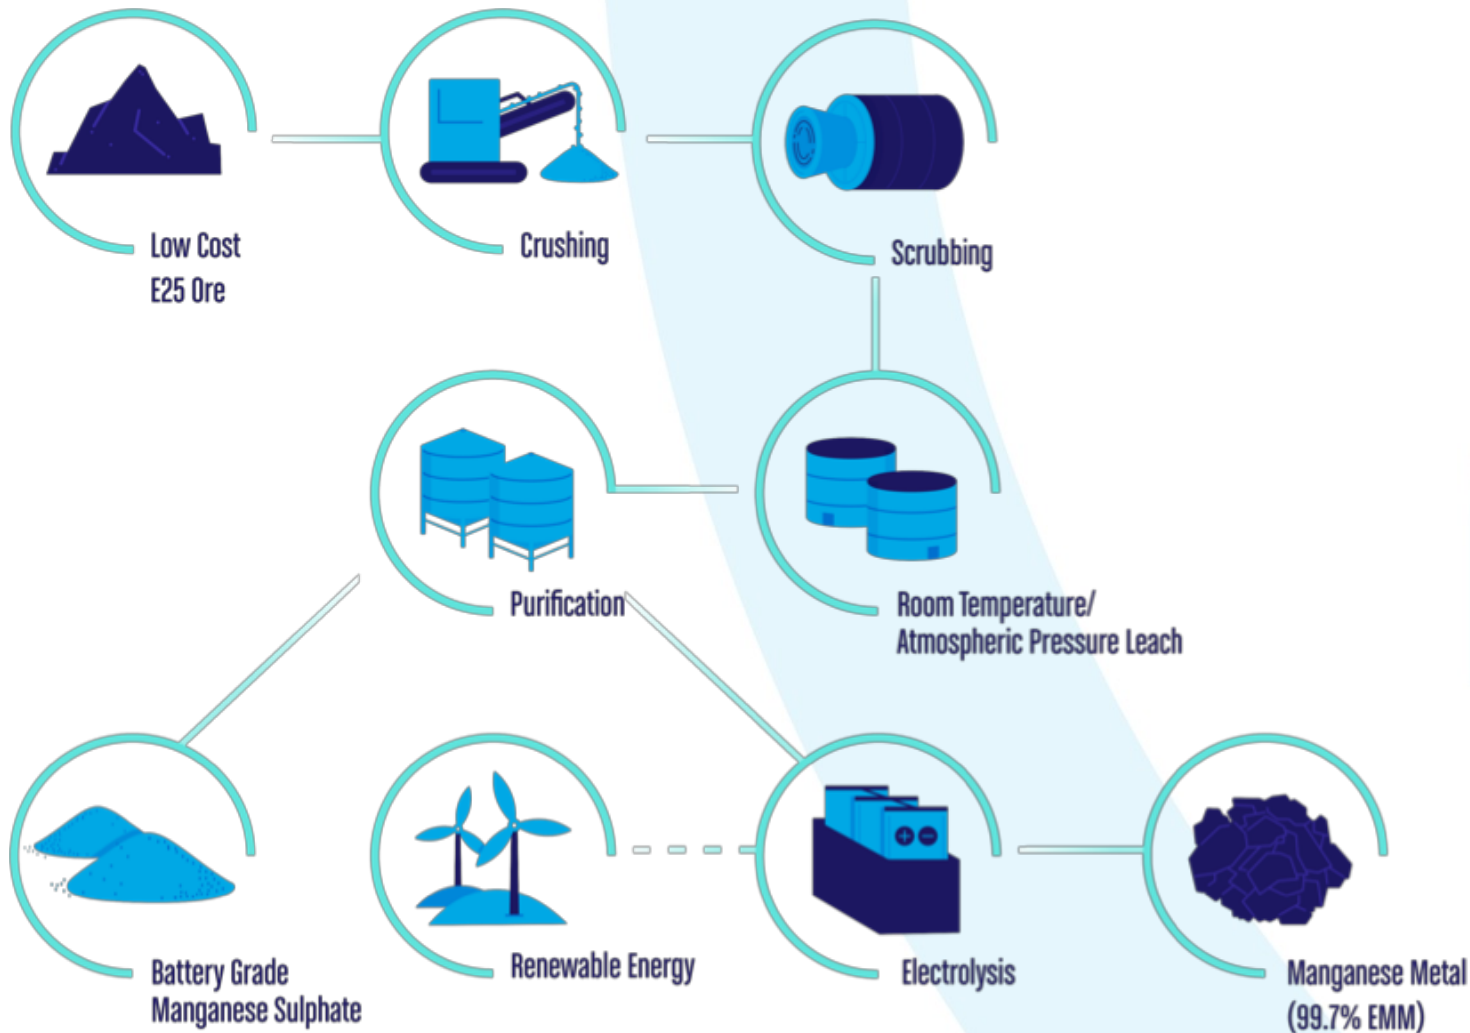 Low Cost
E25 Ore
Crushing
Scrubbing
Purification
Room Temperature/
Atmospheric Pressure Leach
Battery Grade
Manganese Sulphate
Renewable Energy
Electrolysis
Manganese Metal
(99.7% EMM)